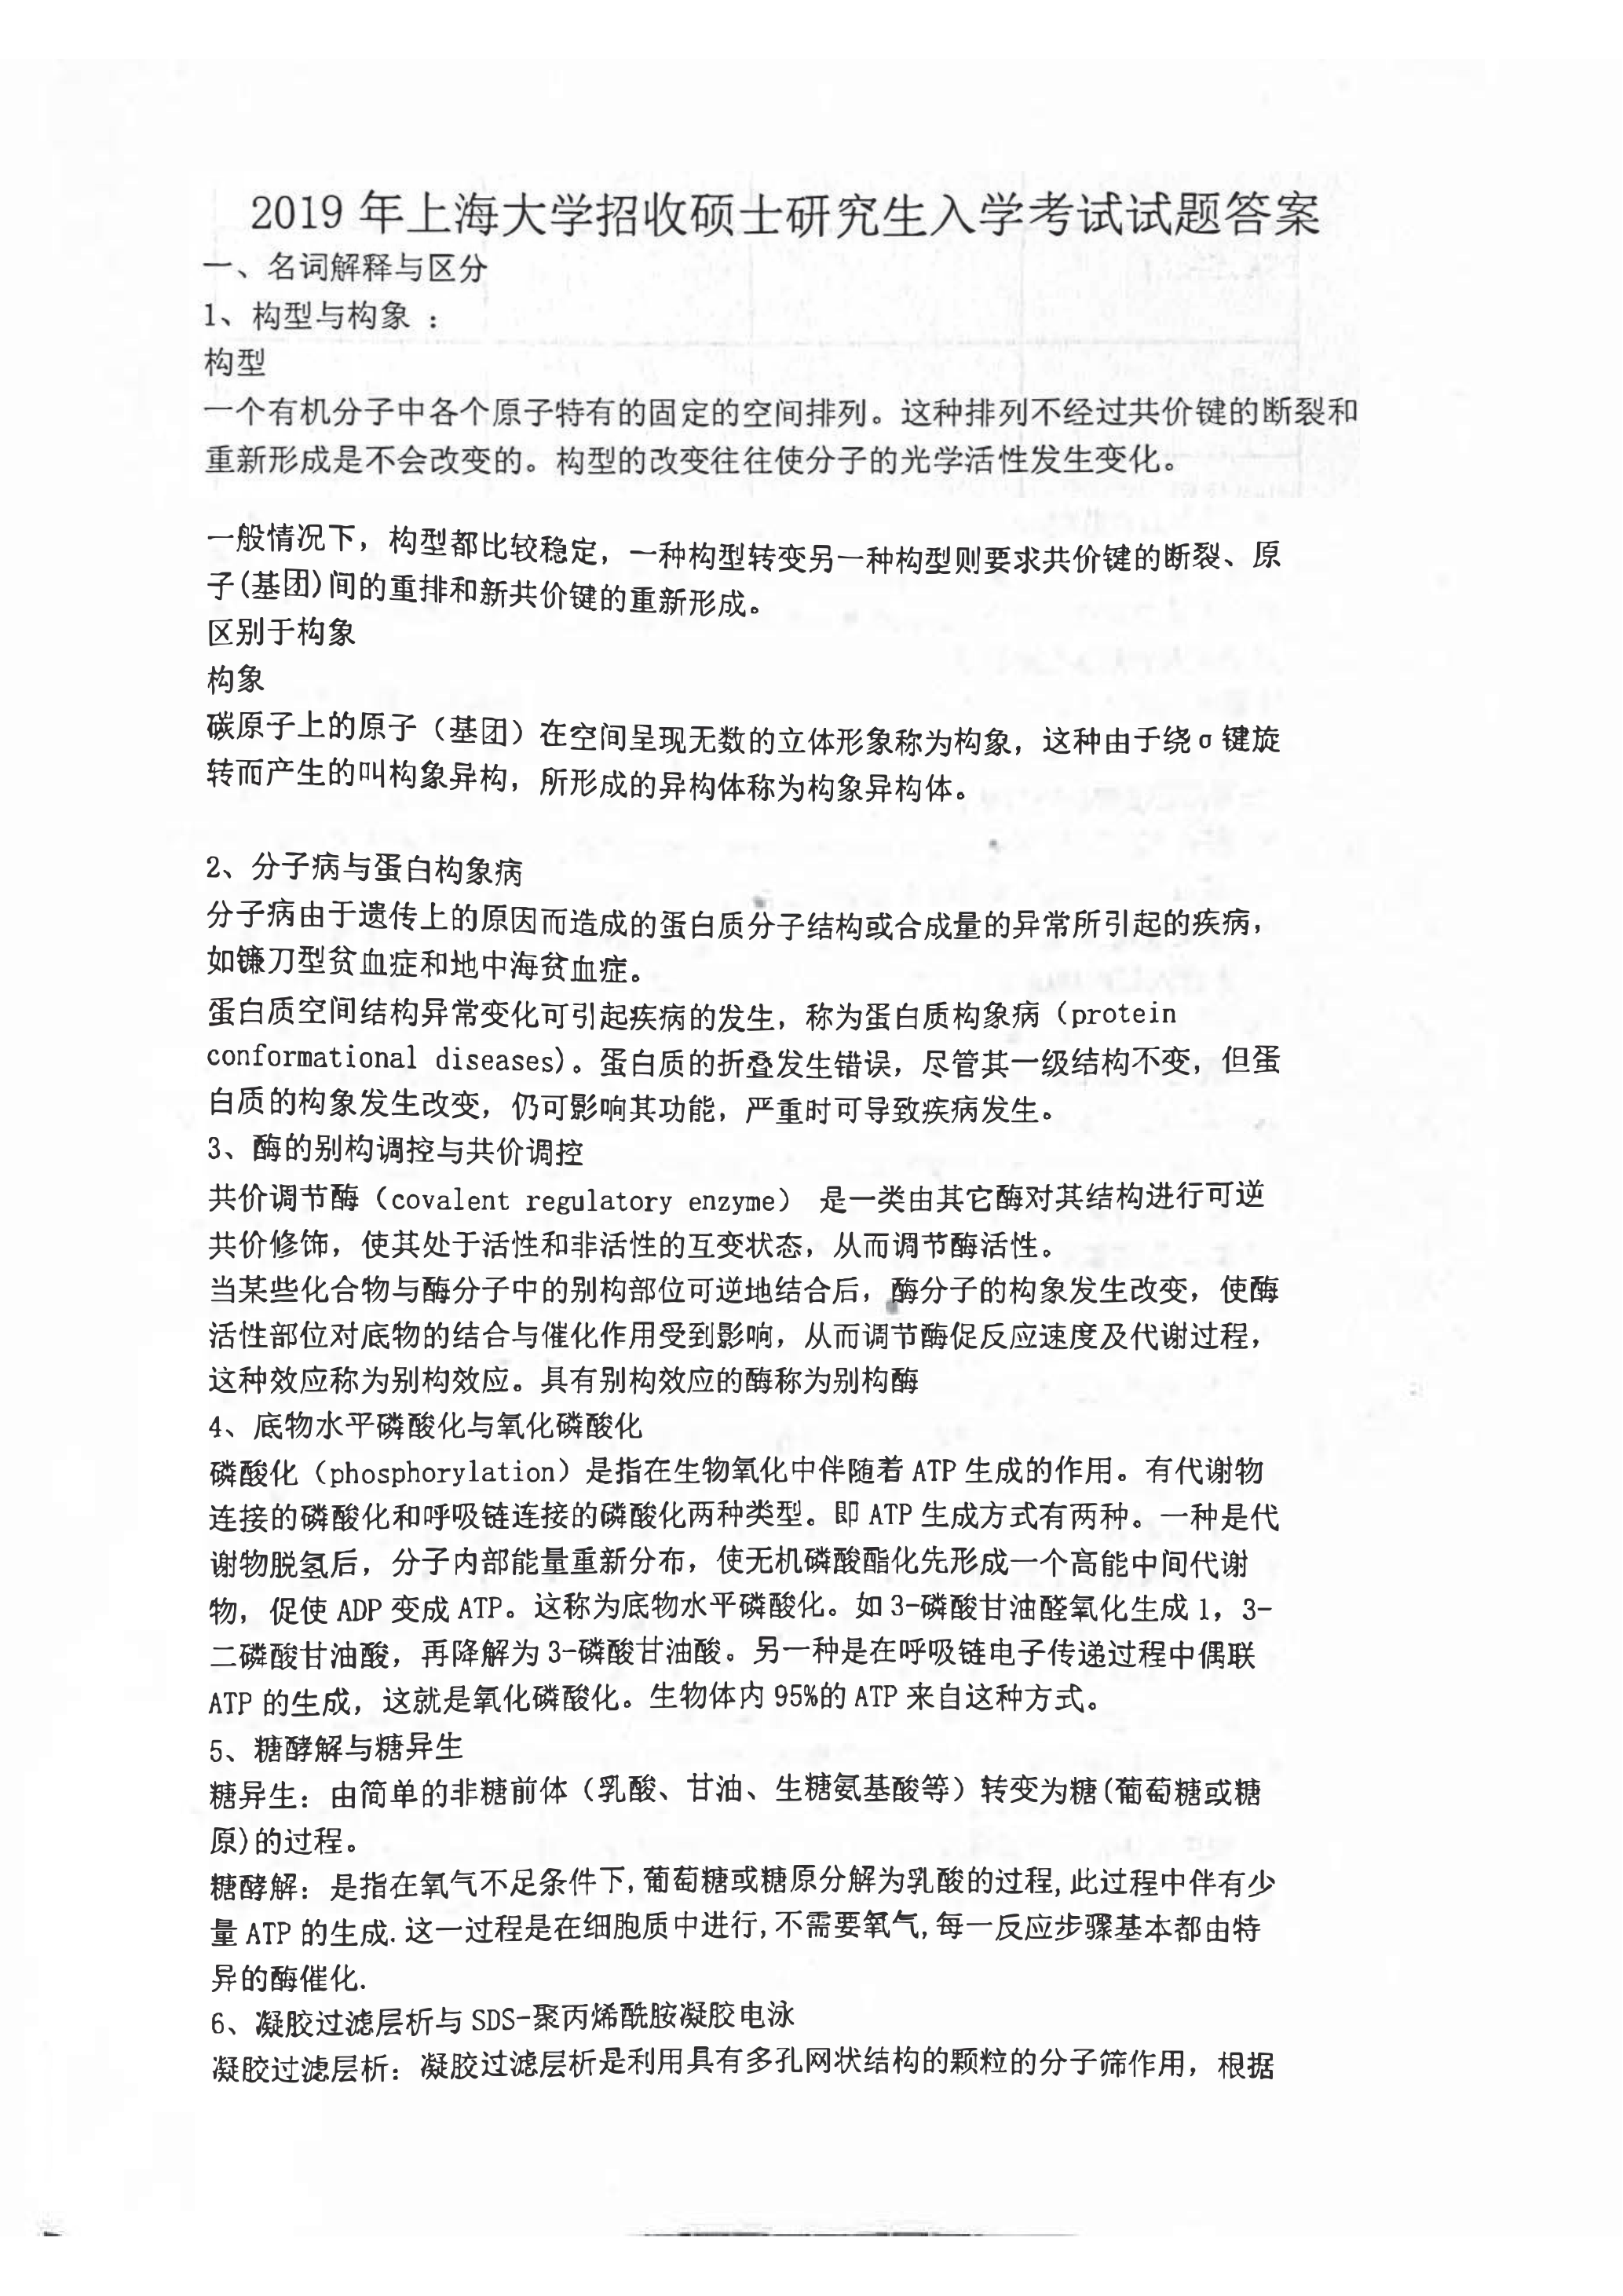 2019 年上海大学招收硕士研究生入学考试试题答案
一、名词解释与区分
1、构型与构象 ：
构型
一个有机分子中各个原子特有的固定的空间排列。这种排列不经过共价键的断裂和
重新形成是不会改变的。构型的改变往往使分子的光学活性发生变化。
一般情况下，构型都比较稳定，一种构型转变另一种构型则要求共价键的断裂、原
子(基团)间的重排和新共价键的重新形成。
区别于构象
构象
碳原子上的原子（基团）在空间呈现无数的立体形象称为构象，这种由于绕σ键旋
转而产生的叫构象异构，所形成的异构体称为构象异构体。
2、分子病与蛋白构象病
分子病由于遗传上的原因而造成的蛋白质分子结构或合成量的异常所引起的疾病，
如镰刀型贫血症和地中海贫血症。
蛋白质空间结构异常变化可引起疾病的发生，称为蛋白质构象病（protein
conformational diseases)。蛋白质的折叠发生错误，尽管其一级结构不变，但蛋
白质的构象发生改变，仍可影响其功能，严重时可导致疾病发生。
3、酶的别构调控与共价调控
共价调节酶（covalent regulatory enzyme） 是一类由其它酶对其结构进行可逆
共价修饰，使其处于活性和非活性的互变状态，从而调节酶活性。
当某些化合物与酶分子中的别构部位可逆地结合后，酶分子的构象发生改变，使酶
活性部位对底物的结合与催化作用受到影响，从而调节酶促反应速度及代谢过程，
这种效应称为别构效应。具有别构效应的酶称为别构酶
4、底物水平磷酸化与氧化磷酸化
磷酸化（phosphorylation）是指在生物氧化中伴随着 ATP 生成的作用。有代谢物
连接的磷酸化和呼吸链连接的磷酸化两种类型。即 ATP 生成方式有两种。一种是代
谢物脱氢后，分子内部能量重新分布，使无机磷酸酯化先形成一个高能中间代谢
物，促使 ADP 变成 ATP。这称为底物水平磷酸化。如 3-磷酸甘油醛氧化生成 1，3-
二磷酸甘油酸，再降解为 3-磷酸甘油酸。另一种是在呼吸链电子传递过程中偶联
ATP 的生成，这就是氧化磷酸化。生物体内 95%的 ATP 来自这种方式。
5、糖酵解与糖异生
糖异生：由简单的非糖前体（乳酸、甘油、生糖氨基酸等）转变为糖(葡萄糖或糖
原)的过程。
糖酵解：是指在氧气不足条件下,葡萄糖或糖原分解为乳酸的过程,此过程中伴有少
量 ATP 的生成.这一过程是在细胞质中进行,不需要氧气,每一反应步骤基本都由特
异的酶催化.
6、凝胶过滤层析与 SDS-聚丙烯酰胺凝胶电泳
凝胶过滤层析：凝胶过滤层析是利用具有多孔网状结构的颗粒的分子筛作用，根据